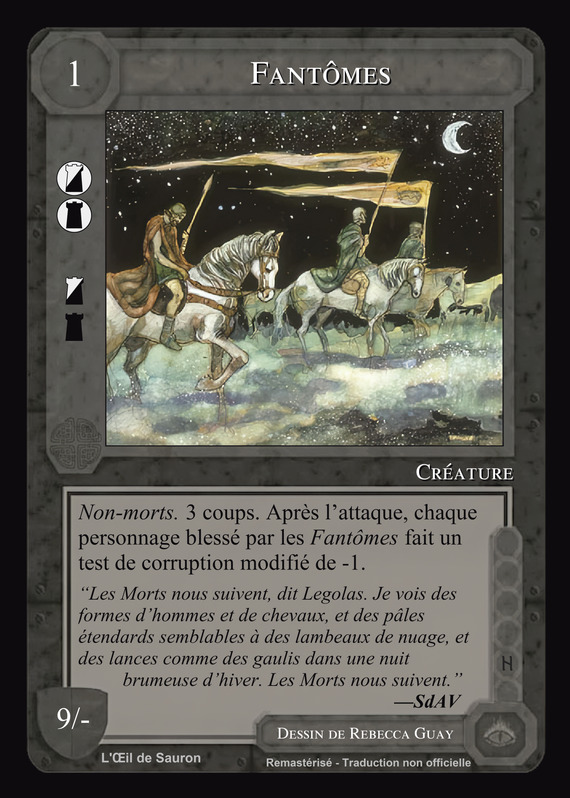 1
FANTÔMES
CRÉATURE
Non-morts. 3 coups. Après l’attaque, chaque
personnage blessé par les Fantômes fait un
test de corruption modifié de -1.
“Les Morts nous suivent, dit Legolas. Je vois des
formes d’hommes et de chevaux, et des pâles
étendards semblables à des lambeaux de nuage, et
des lances comme des gaulis dans une nuit
brumeuse d’hiver. Les Morts nous suivent.”
—SdAV
9/-
DESSIN DE REBECCA GUAY
L'Œil de Sauron
Remastérisé - Traduction non officielle